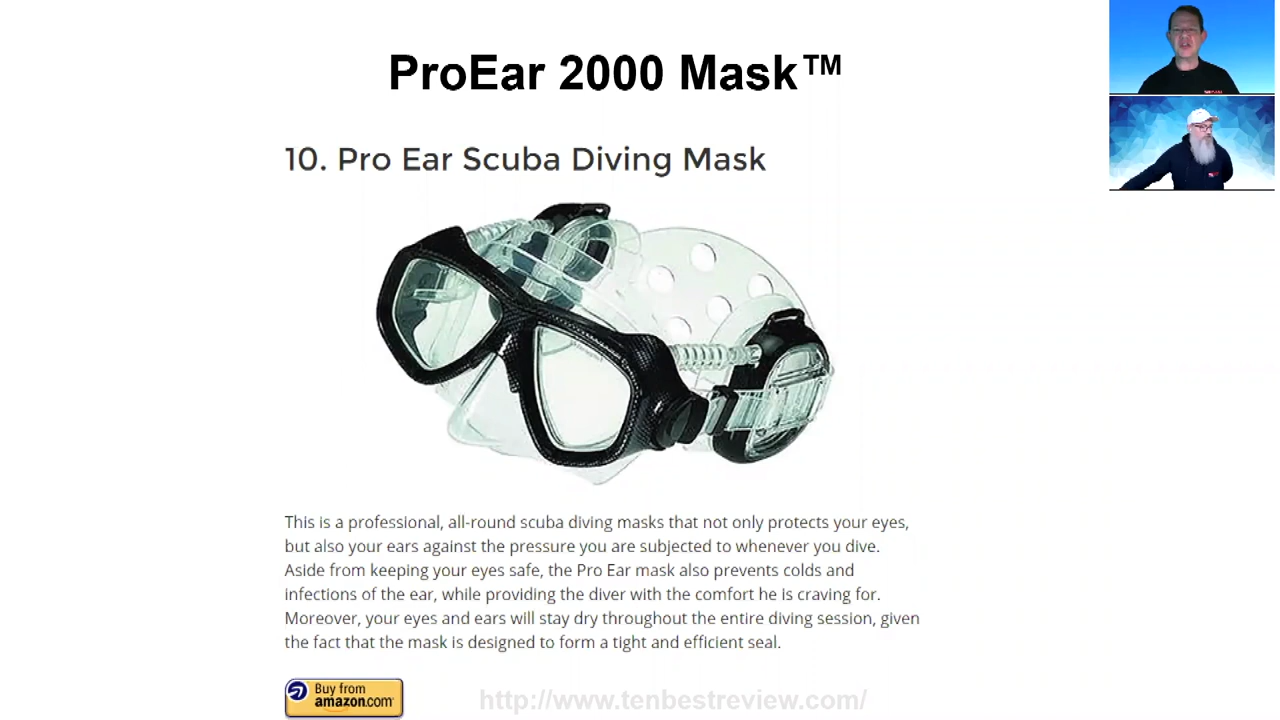 ProEar 2000 Mask™
10. Pro Ear Scuba Diving Mask
This is a professional, all-round scuba diving masks that not only protects your eyes,
but also your ears against the pressure you are subjected to whenever you dive.
Aside from keeping your eyes safe, the Pro Ear mask also prevents colds and
infections of the ear, while providing the diver with the comfort he is craving for.
Moreover, your eyes and ears will stay dry throughout the entire diving session, given
the fact that the mask is designed to form a tight and efficient seal.
Buy from
amazon.com
http://www.tenbestreview.com/